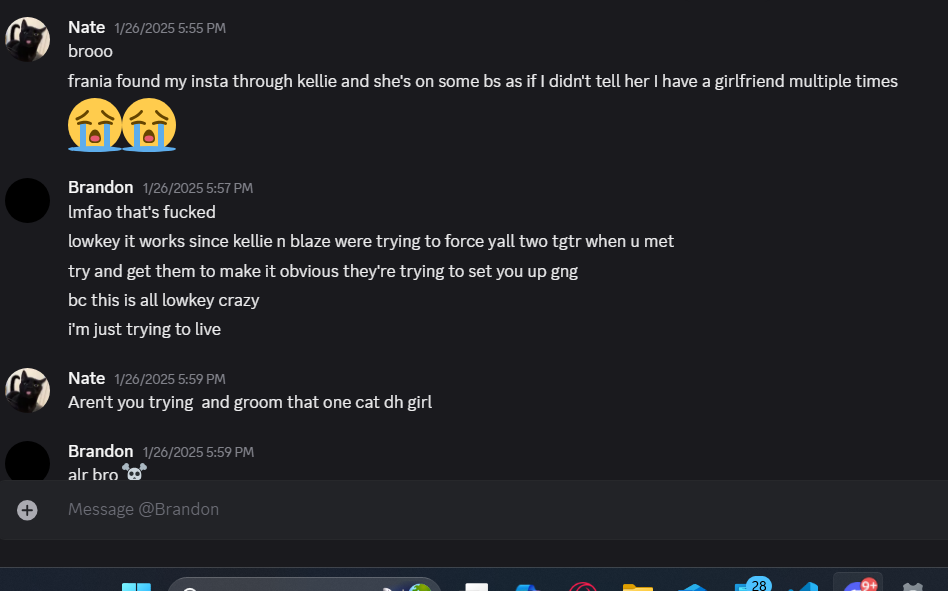 Nate 1/26/2025 5:55 PM
brooo
frania found my insta through kellie and she's on some bs as if I didn't tell her I have a girlfriend multiple times
Brandon 1/26/2025 5:57 PM
lmfao that's fucked
lowkey it works since kellie n blaze were trying to force yall two tgtr when u met
try and get them to make it obvious they're trying to set you up gng
bc this is all lowkey crazy
i'm just trying to live
Nate 1/26/2025 5:59 PM
Aren't you trying  and groom that one cat dh girl
Brandon 1/26/2025 5:59 PM
alr bro
Message @Brandon
28
9+